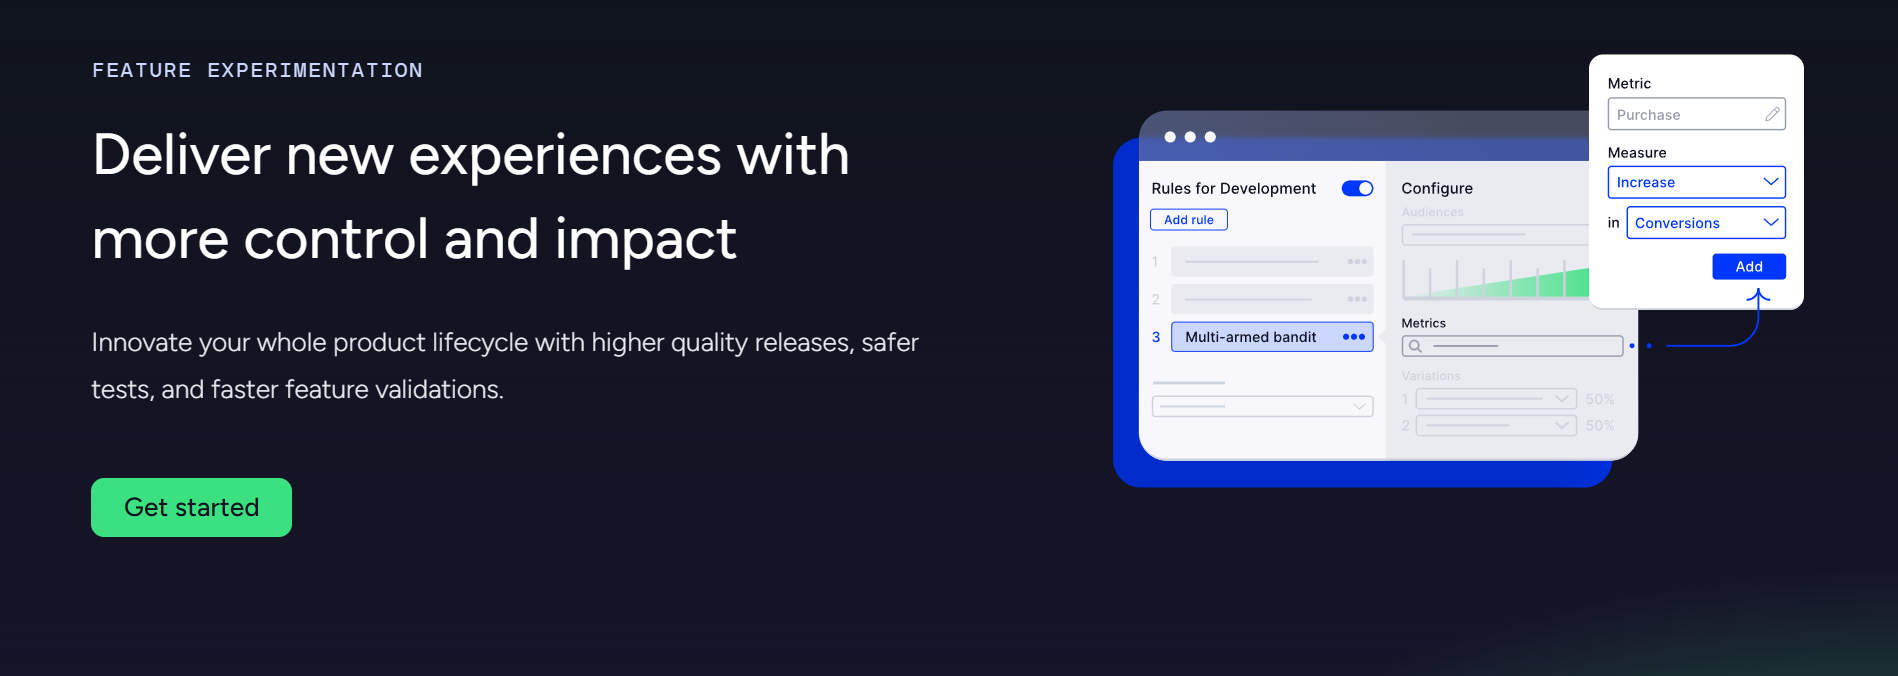 FEATURE EXPERIMENTATION
Deliver new experiences with
more control and impact
Innovate your whole product lifecycle with higher quality releases, safer
tests, and faster feature validations.
Get started
Rules for Development
Add rule
1
2
3 Multi-armed bandit
Configure
Audiences
Metrics
Variations
1 50%
2 50%
Metric
Purchase
Measure
Increase
in Conversions
Add